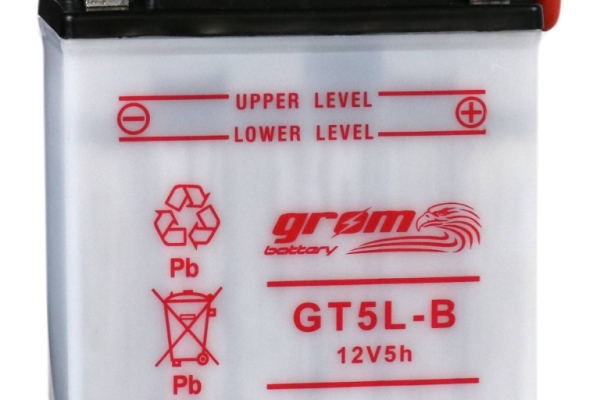 UPPER LEVEL
LOWER LEVEL
grom
battery
Pb
GT5L-B
12V5h
Pb